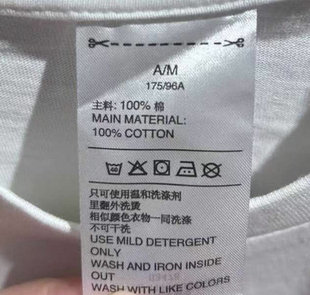 A/M
175/96A
主料: 100% 棉
MAIN MATERIAL:
100% COTTON
只可使用温和洗涤剂
里翻外洗烫
相似颜色衣物一同洗涤
不可干洗
USE MILD DETERGENT
ONLY
WASH AND IRON INSIDE
OUT
WASH WITH LIKE COLORS